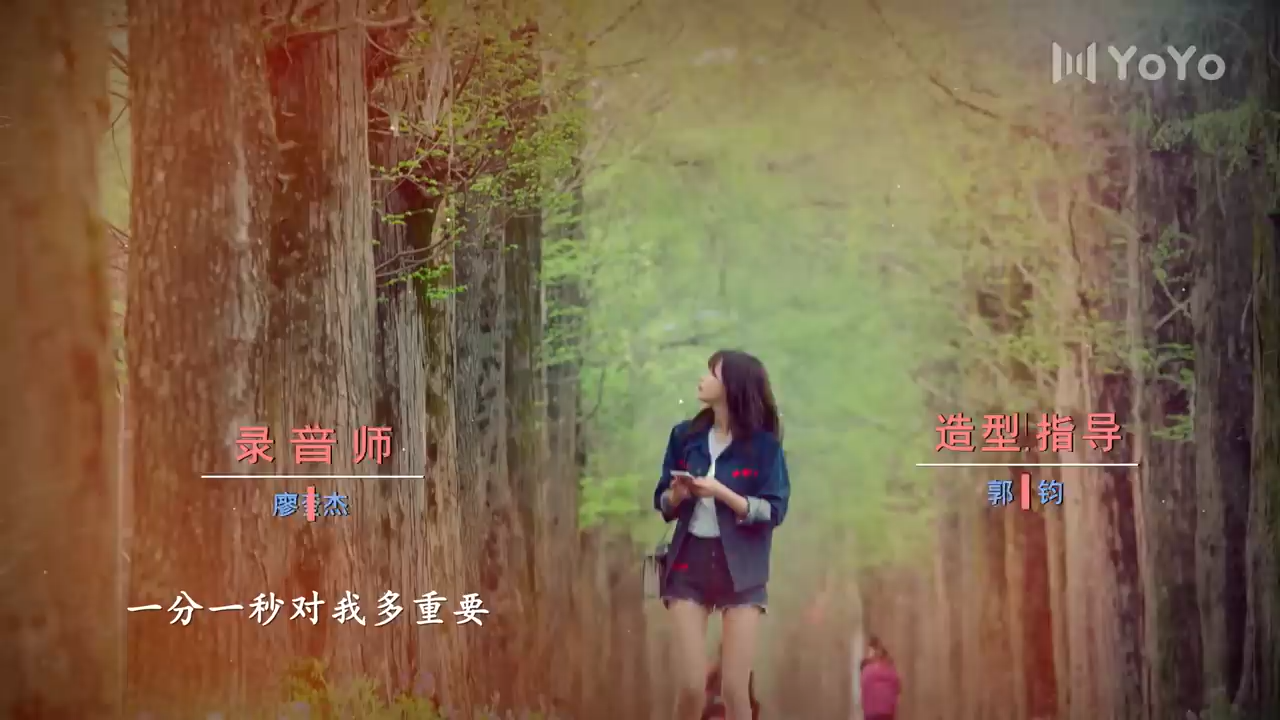 YoYo
录音师
造型指导
廖 杰
郭 钧
一分一秒对我多重要